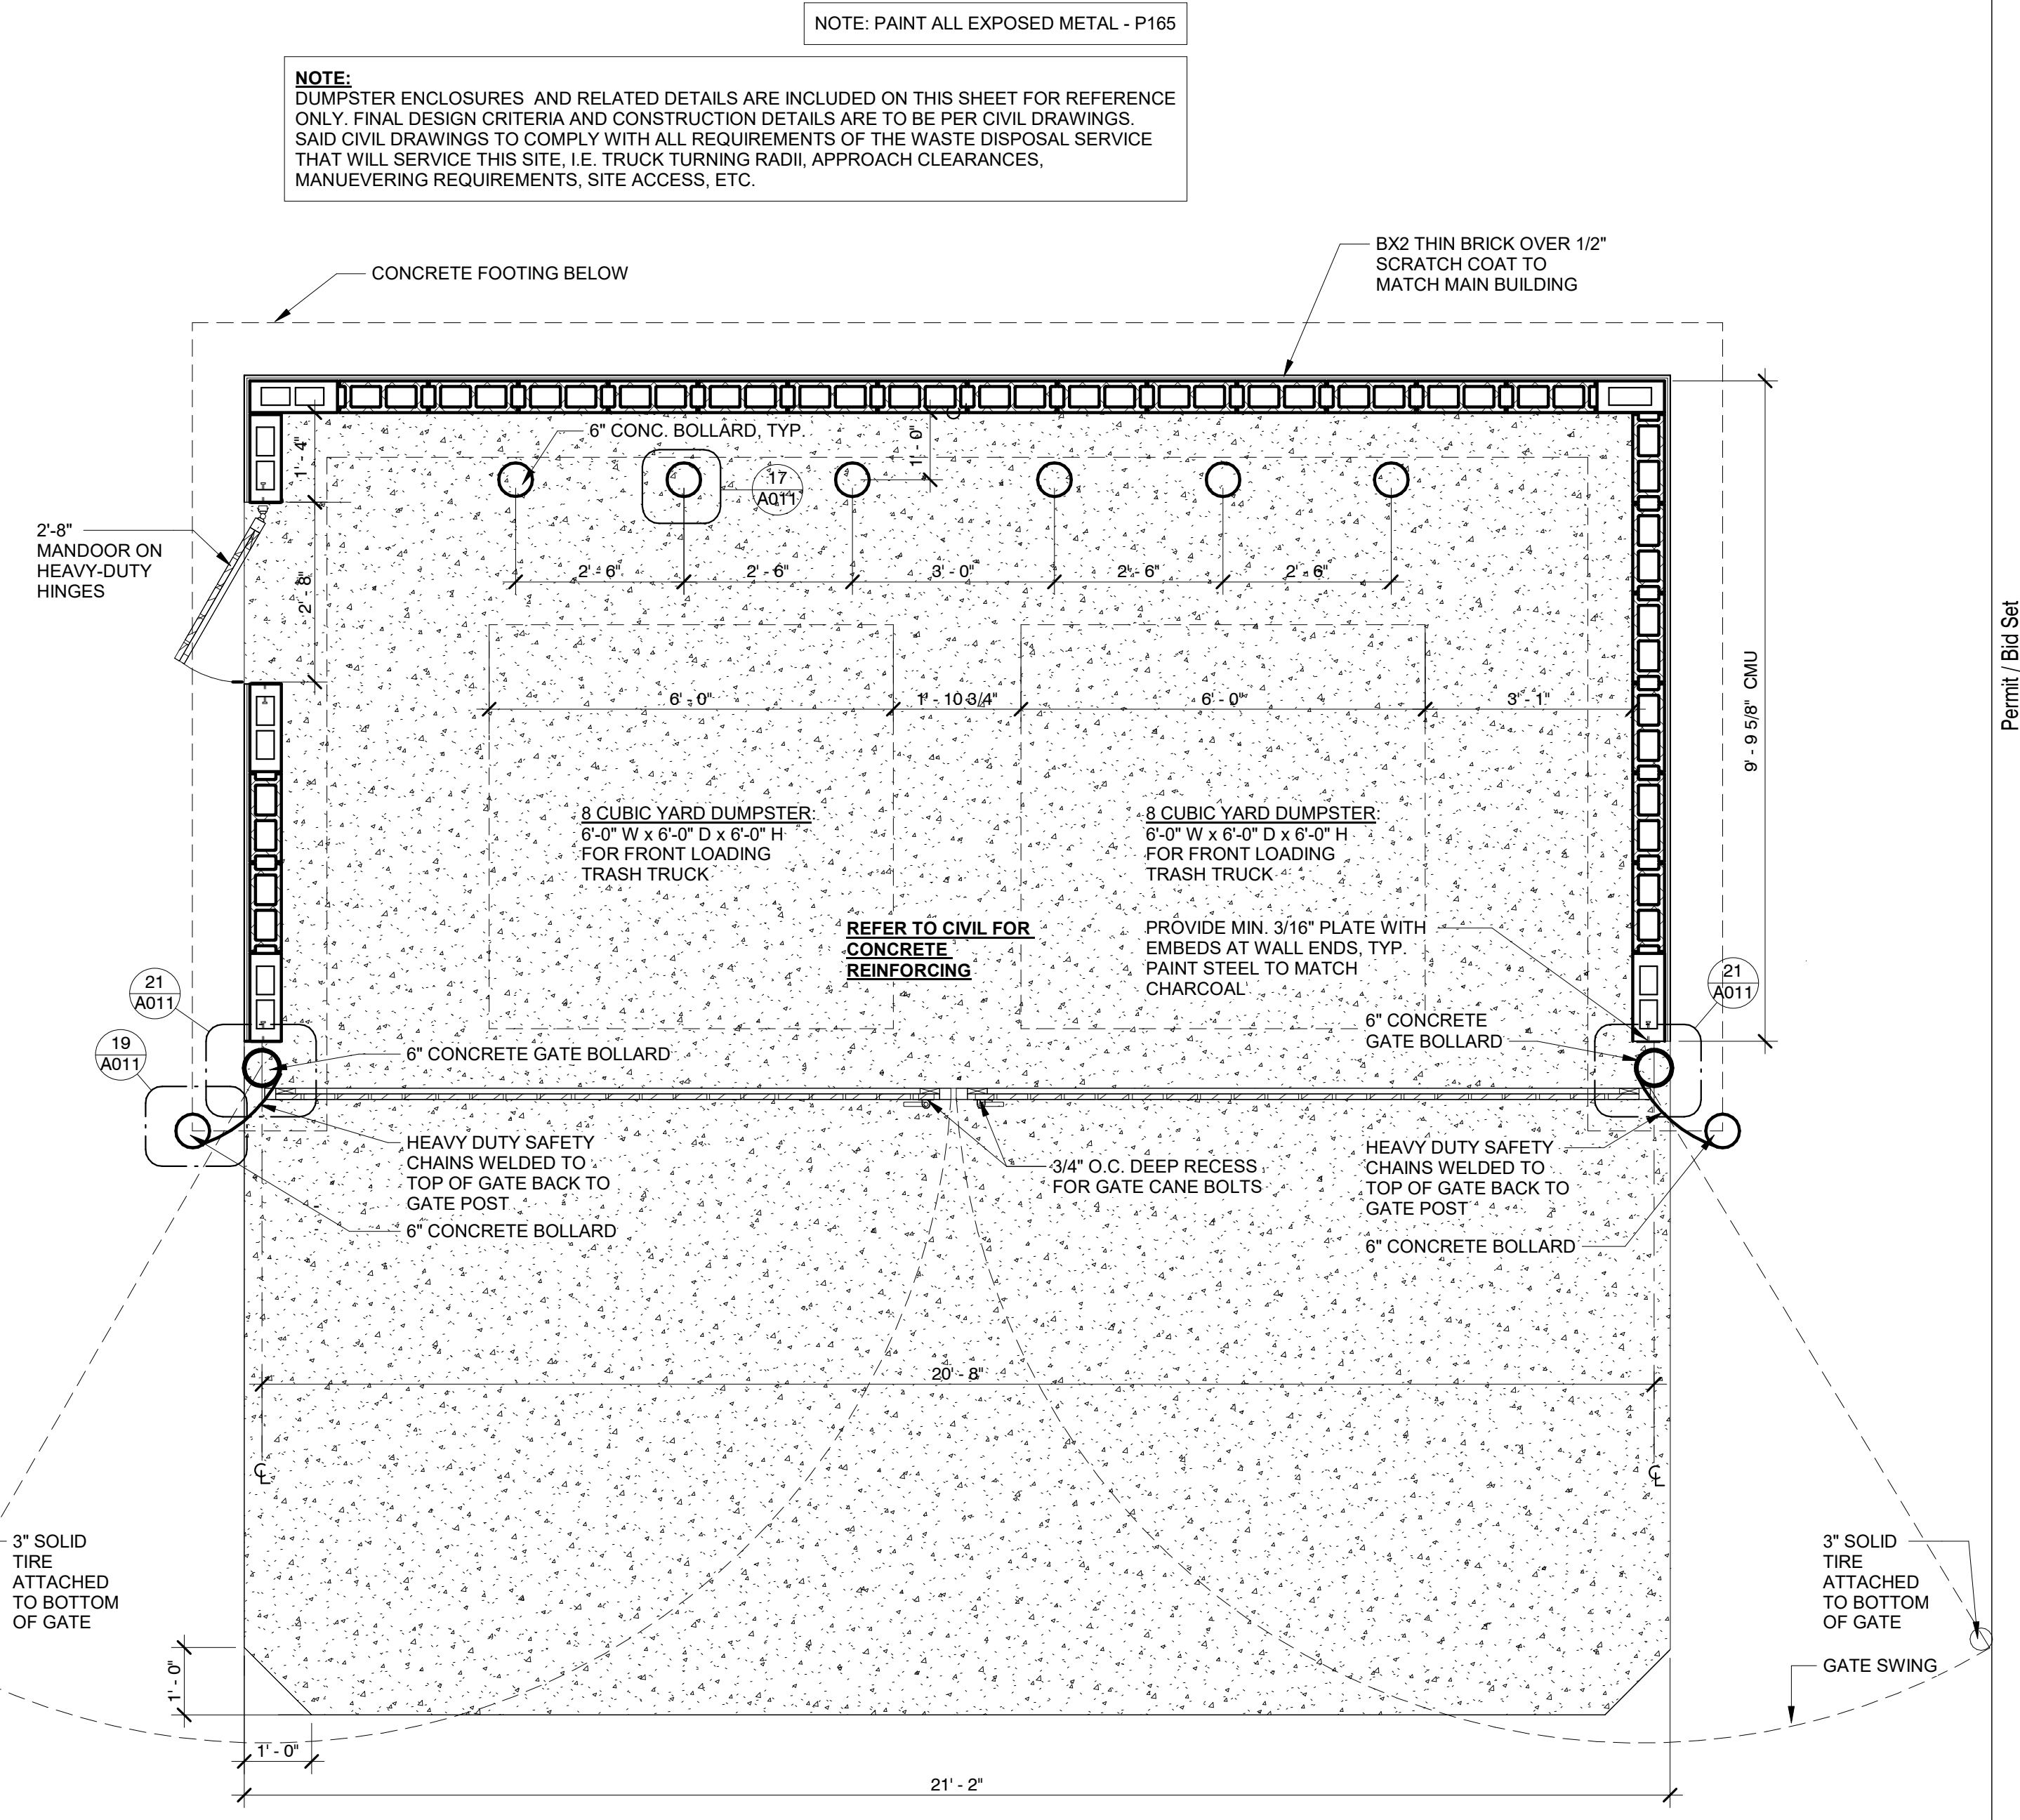 NOTE: PAINT ALL EXPOSED METAL - P165
NOTE:
DUMPSTER ENCLOSURES AND RELATED DETAILS ARE INCLUDED ON THIS SHEET FOR REFERENCE
ONLY. FINAL DESIGN CRITERIA AND CONSTRUCTION DETAILS ARE TO BE PER CIVIL DRAWINGS.
SAID CIVIL DRAWINGS TO COMPLY WITH ALL REQUIREMENTS OF THE WASTE DISPOSAL SERVICE
THAT WILL SERVICE THIS SITE, I.E. TRUCK TURNING RADII, APPROACH CLEARANCES,
MANUEVERING REQUIREMENTS, SITE ACCESS, ETC.
BX2 THIN BRICK OVER 1/2"
SCRATCH COAT TO
MATCH MAIN BUILDING
CONCRETE FOOTING BELOW
6" CONC. BOLLARD, TYP.
1' - 4"
1' - 0"
17
A011
2'-8"
MANDOOR ON
HEAVY-DUTY
HINGES
2' - 8"
2' - 6"
2' - 6"
3' - 0"
2' - 6"
2' - 6"
6' - 0"
1' - 10 3/4"
6' - 0"
3' - 1"
9' - 9 5/8" CMU
Permit / Bid Set
8 CUBIC YARD DUMPSTER:
6'-0" W x 6'-0" D x 6'-0" H
FOR FRONT LOADING
TRASH TRUCK
8 CUBIC YARD DUMPSTER:
6'-0" W x 6'-0" D x 6'-0" H
FOR FRONT LOADING
TRASH TRUCK
REFER TO CIVIL FOR
CONCRETE
REINFORCING
PROVIDE MIN. 3/16" PLATE WITH
EMBEDS AT WALL ENDS, TYP.
PAINT STEEL TO MATCH
CHARCOAL
21
A011
21
A011
19
A011
6" CONCRETE GATE BOLLARD
6" CONCRETE
GATE BOLLARD
HEAVY DUTY SAFETY
CHAINS WELDED TO
TOP OF GATE BACK TO
GATE POST
6" CONCRETE BOLLARD
3/4" O.C. DEEP RECESS
FOR GATE CANE BOLTS
HEAVY DUTY SAFETY
CHAINS WELDED TO
TOP OF GATE BACK TO
GATE POST
6" CONCRETE BOLLARD
20' - 8"
CL
CL
3" SOLID
TIRE
ATTACHED
TO BOTTOM
OF GATE
3" SOLID
TIRE
ATTACHED
TO BOTTOM
OF GATE
GATE SWING
1' - 0"
1' - 0"
21' - 2"